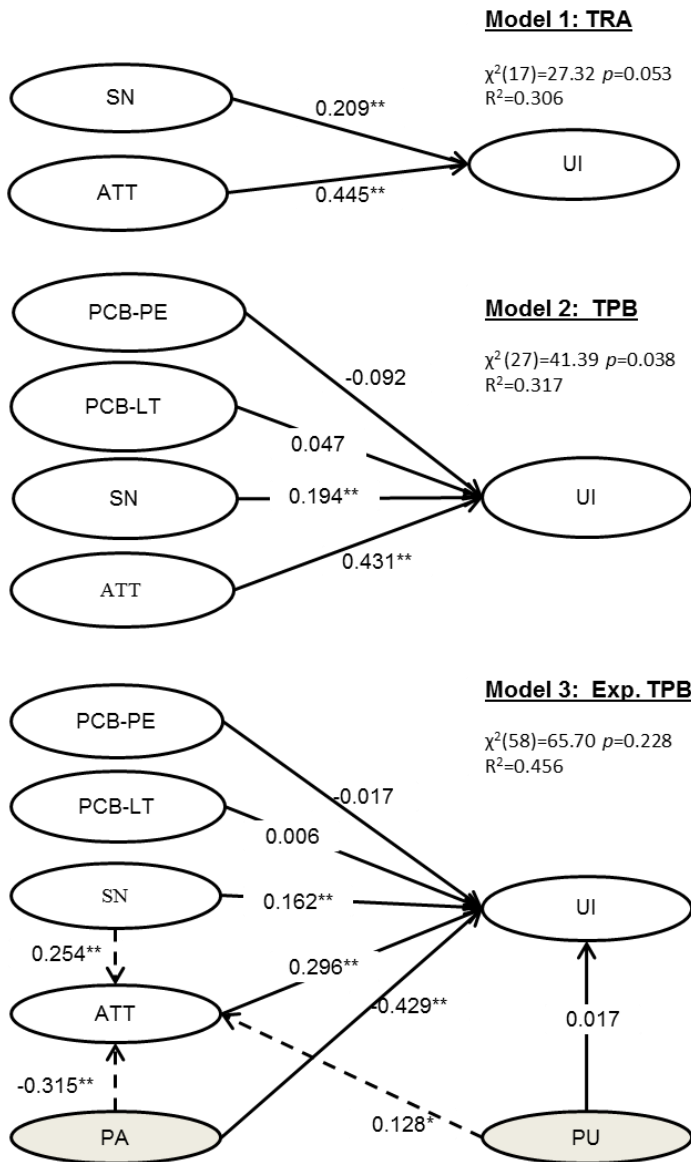 Model 1: TRA
χ²(17)=27.32 p=0.053
R²=0.306
SN
0.209**
UI
ATT
0.445**
PCB-PE
Model 2: TPB
χ²(27)=41.39 p=0.038
R²=0.317
-0.092
PCB-LT
0.047
SN
0.194**
UI
ATT
0.431**
Model 3: Exp. TPB
χ²(58)=65.70 p=0.228
R²=0.456
PCB-PE
-0.017
PCB-LT
0.006
SN
0.162**
UI
0.254**
0.296**
ATT
-0.429**
0.017
-0.315**
0.128*
PA
PU